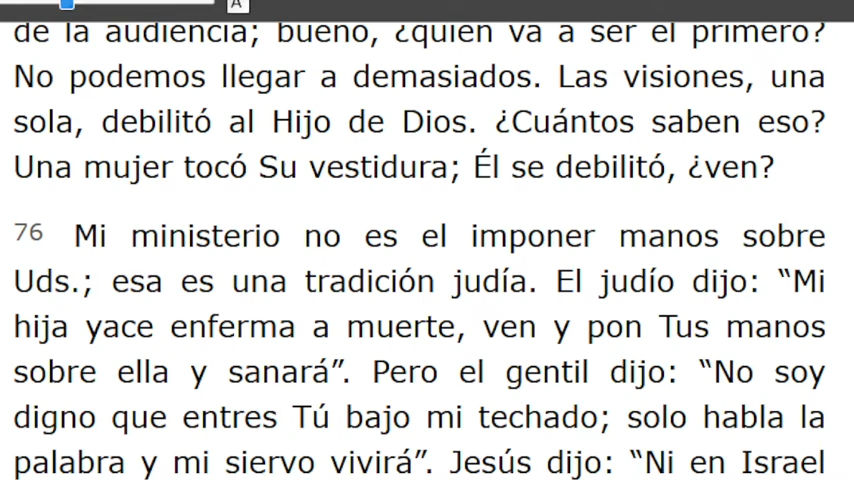 A
de la audiencia; bueno, ¿quién va a ser el primero?
No podemos llegar a demasiados. Las visiones, una
sola, debilitó al Hijo de Dios. ¿Cuántos saben eso?
Una mujer tocó Su vestidura; Él se debilitó, ¿ven?
76 Mi ministerio no es el imponer manos sobre
Uds.; esa es una tradición judía. El judío dijo: “Mi
hija yace enferma a muerte, ven y pon Tus manos
sobre ella y sanará”. Pero el gentil dijo: “No soy
digno que entres Tú bajo mi techado; solo habla la
palabra y mi siervo vivirá”. Jesús dijo: “Ni en Israel